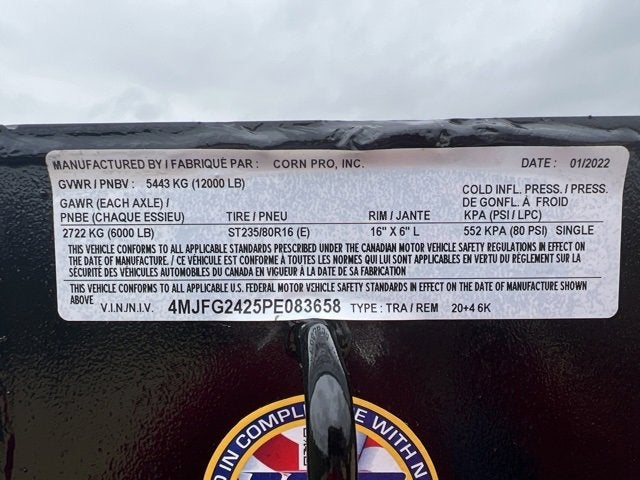 MANUFACTURED BY / FABRIQUÉ PAR : CORN PRO, INC. DATE : 01/2022
GVWR / PNBV : 5443 KG (12000 LB)
GAWR (EACH AXLE) / COLD INFL. PRESS. / PRESS.
DE GONFL. À FROID
PNBE (CHAQUE ESSIEU) TIRE / PNEU RIM / JANTE KPA (PSI / LPC)
2722 KG (6000 LB) ST235/80R16 (E) 16" X 6" L 552 KPA (80 PSI) SINGLE
THIS VEHICLE CONFORMS TO ALL APPLICABLE STANDARDS PRESCRIBED UNDER THE CANADIAN MOTOR VEHICLE SAFETY REGULATIONS IN EFFECT ON
THE DATE OF MANUFACTURE. / CE VÉHICULE EST CONFORME À TOUTES LES NORMES QUI LUI SONT APPLICABLES EN VERTU DU RÈGLEMENT SUR LA
SÉCURITÉ DES VÉHICULES AUTOMOBILES DU CANADA EN VIGUEUR À LA DATE DE SA FABRICATION
THIS VEHICLE CONFORMS TO ALL APPLICABLE U.S. FEDERAL MOTOR VEHICLE SAFETY STANDARDS IN EFFECT ON THE DATE OF MANUFACTURE SHOWN
ABOVE
V.I.N./N.I.V. 4MJFG2425PE083658 TYPE : TRA / REM 20+4 6K
IN COMPL WITH N